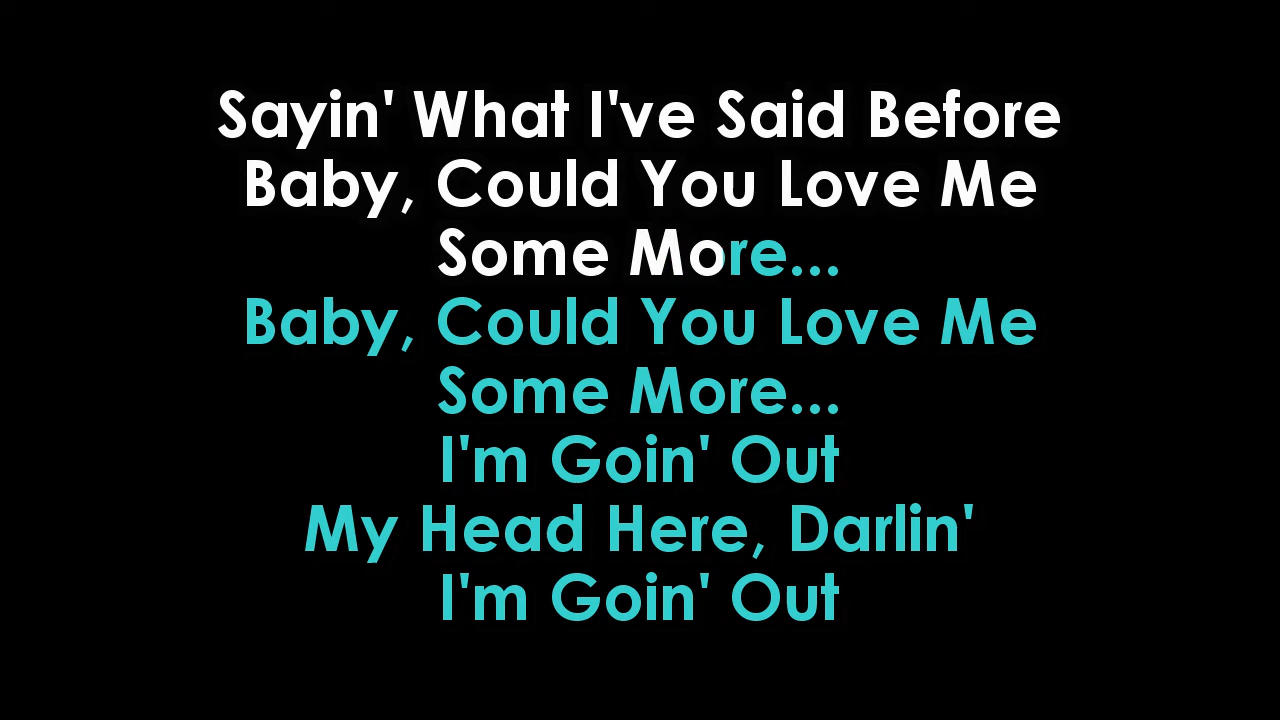 Sayin' What I've Said Before
Baby, Could You Love Me
Some More...
Baby, Could You Love Me
Some More...
I'm Goin' Out
My Head Here, Darlin'
I'm Goin' Out